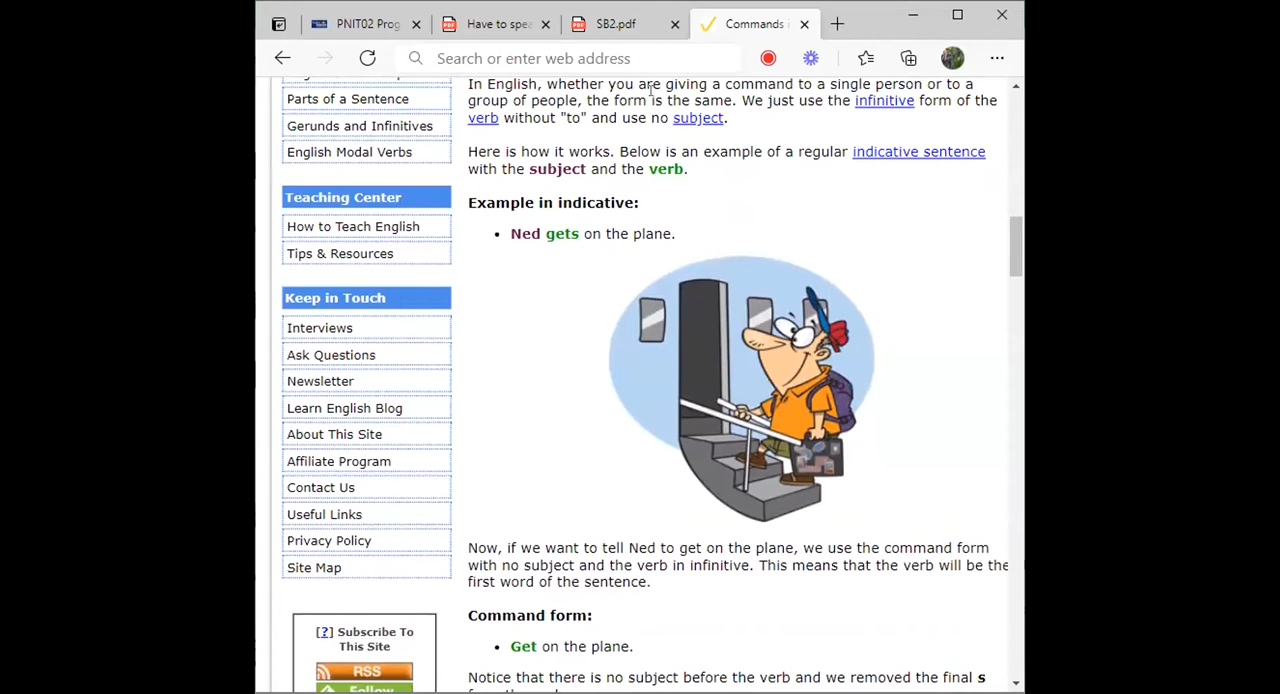 PNIT02 Prog
Have to spea
SB2.pdf
Commands i
Search or enter web address
Parts of a Sentence
Gerunds and Infinitives
English Modal Verbs
Teaching Center
How to Teach English
Tips & Resources
Keep in Touch
Interviews
Ask Questions
Newsletter
Learn English Blog
About This Site
Affiliate Program
Contact Us
Useful Links
Privacy Policy
Site Map
[?] Subscribe To
This Site
RSS
Follow
In English, whether you are giving a command to a single person or to a
group of people, the form is the same. We just use the infinitive form of the
verb without "to" and use no subject.
Here is how it works. Below is an example of a regular indicative sentence
with the subject and the verb.
Example in indicative:
• Ned gets on the plane.
Now, if we want to tell Ned to get on the plane, we use the command form
with no subject and the verb in infinitive. This means that the verb will be the
first word of the sentence.
Command form:
• Get on the plane.
Notice that there is no subject before the verb and we removed the final s